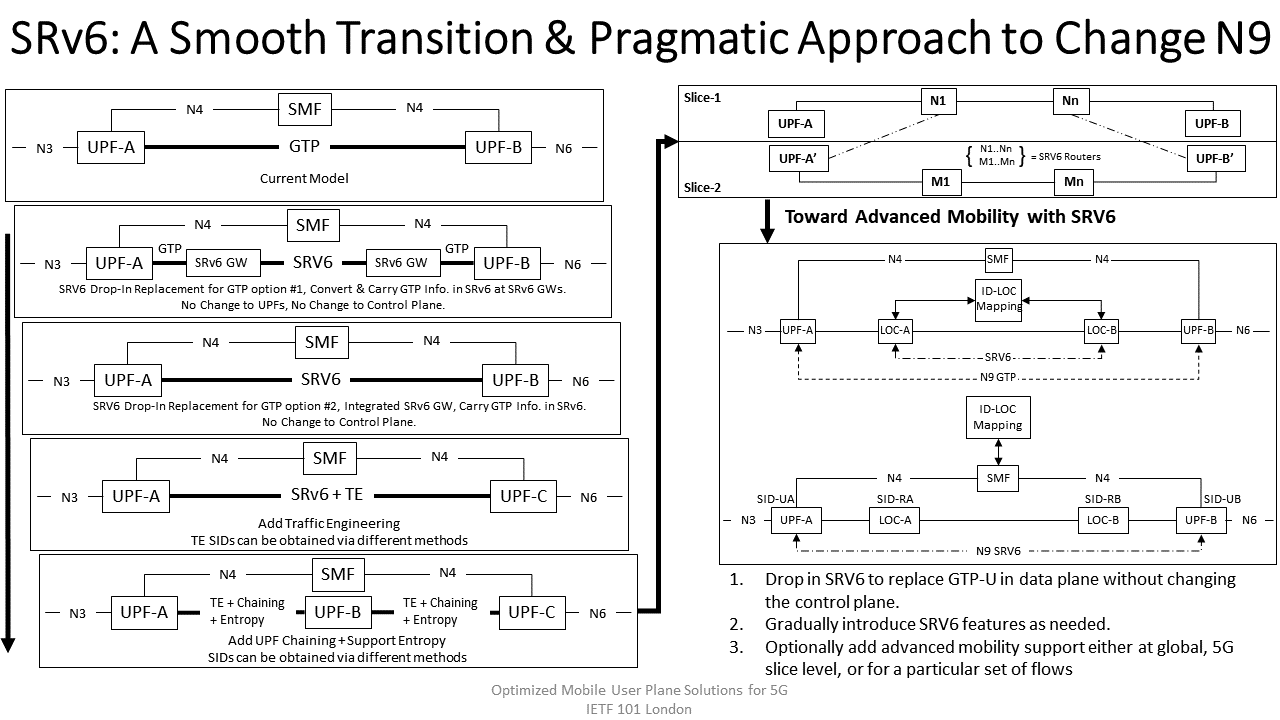 SRv6: A Smooth Transition & Pragmatic Approach to Change N9
N4 SMF N4
N3 UPF-A GTP UPF-B N6
Current Model
N4 SMF N4
GTP GTP
N3 UPF-A SRv6 GW SRV6 SRv6 GW UPF-B N6
SRV6 Drop-In Replacement for GTP option #1, Convert & Carry GTP Info. in SRv6 at SRv6 GWs.
No Change to UPFs, No Change to Control Plane.
N4 SMF N4
N3 UPF-A SRV6 UPF-B N6
SRV6 Drop-In Replacement for GTP option #2, Integrated SRv6 GW, Carry GTP Info. in SRv6.
No Change to Control Plane.
N4 SMF N4
N3 UPF-A SRv6 + TE UPF-C N6
Add Traffic Engineering
TE SIDs can be obtained via different methods
N4 SMF N4
N3 UPF-A TE + Chaining UPF-B TE + Chaining UPF-C N6
+ Entropy + Entropy
Add UPF Chaining + Support Entropy
SIDs can be obtained via different methods
Slice-1 N1 Nn
UPF-A UPF-B
UPF-A’ { N1..Nn } = SRV6 Routers UPF-B’
M1..Mn
Slice-2 M1 Mn
Toward Advanced Mobility with SRV6
N4 SMF N4
ID-LOC
Mapping
N3 UPF-A LOC-A LOC-B UPF-B N6
SRV6
N9 GTP
ID-LOC
Mapping
N4 SMF N4
SID-UA SID-RA SID-RB SID-UB
N3 UPF-A LOC-A LOC-B UPF-B N6
N9 SRV6
1. Drop in SRV6 to replace GTP-U in data plane without changing
the control plane.
2. Gradually introduce SRV6 features as needed.
3. Optionally add advanced mobility support either at global, 5G
slice level, or for a particular set of flows
Optimized Mobile User Plane Solutions for 5G
IETF 101 London